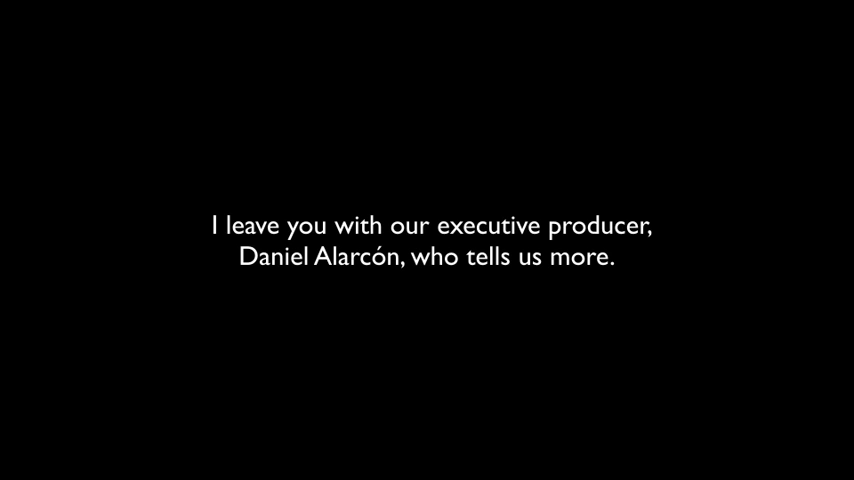 I leave you with our executive producer,
Daniel Alarcón, who tells us more.